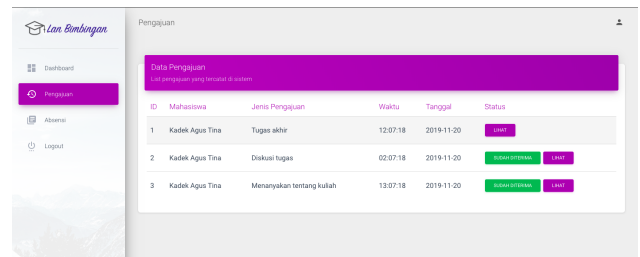 Lan Bimbingan
Pengajuan
Dashboard
Pengajuan
Absensi
Logout
Data Pengajuan
List pengajuan yang tercatat di sistem
ID Mahasiswa Jenis Pengajuan Waktu Tanggal Status
1 Kadek Agus Tina Tugas akhir 12:07:18 2019-11-20 LIHAT
2 Kadek Agus Tina Diskusi tugas 02:07:18 2019-11-20 SUDAH DITERIMA LIHAT
3 Kadek Agus Tina Menanyakan tentang kuliah 13:07:18 2019-11-20 SUDAH DITERIMA LIHAT